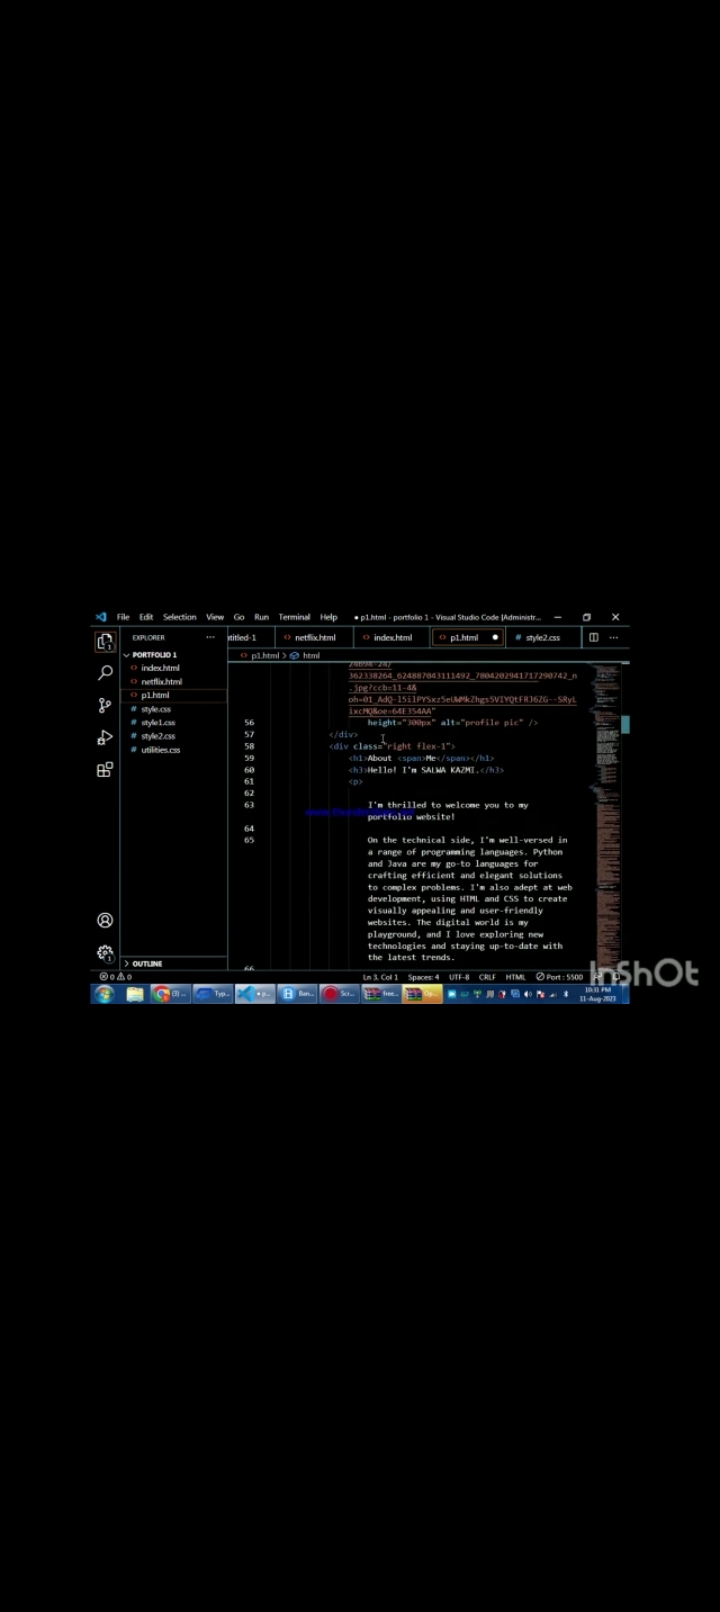 File Edit Selection View Go Run Terminal Help
● p1.html - portfolio 1 - Visual Studio Code [Administr...
EXPLORER ...
PORTFOLIO 1
index.html
netflix.html
p1.html
style.css
style1.css
style2.css
utilities.css
OUTLINE
ntitled-1 netflix.html index.html p1.html ● style2.css ...
p1.html > html
362338264_624887043111492_7804202941717290742_n
.jpg?ccb=11-4&
56 height="300px" alt="profile pic" />
57 </div>
58 <div class="right flex-1">
59 <h1>About <span>Me</span></h1>
60 <h3>Hello! I'm SALWA KAZMI.</h3>
61 <p>
62
63 I'm thrilled to welcome you to my
portfolio website!
64
65 On the technical side, I'm well-versed in
a range of programming languages. Python
and Java are my go-to languages for
crafting efficient and elegant solutions
to complex problems. I'm also adept at web
development, using HTML and CSS to create
visually appealing and user-friendly
websites. The digital world is my
playground, and I love exploring new
technologies and staying up-to-date with
the latest trends.
66
0 0 Ln 3, Col 1 Spaces: 4 UTF-8 CRLF HTML Port : 5500
(3) ... Typ... p... Ban... Scr... free... Op...
10:31 PM
11-Aug-2023
InShOt